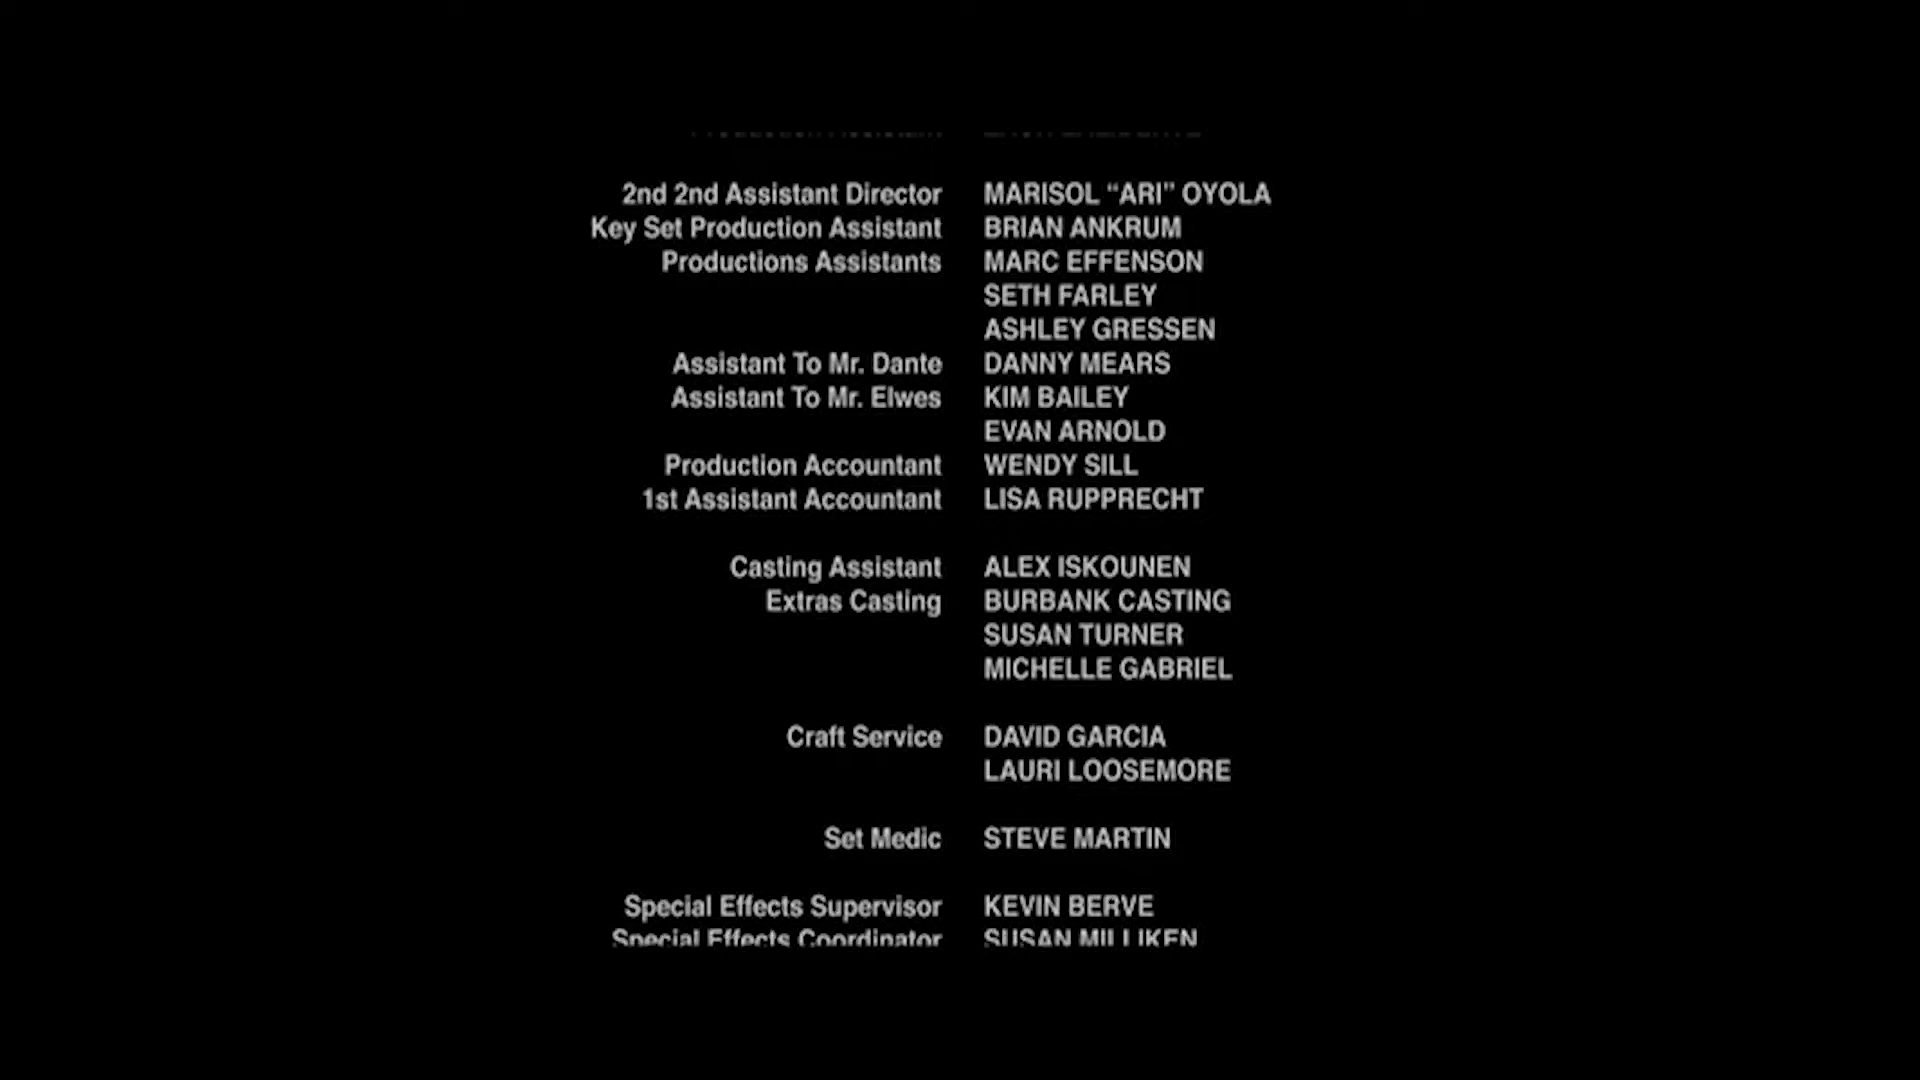 2nd 2nd Assistant Director MARISOL “ARI” OYOLA
Key Set Production Assistant BRIAN ANKRUM
Productions Assistants MARC EFFENSON
SETH FARLEY
ASHLEY GRESSEN
Assistant To Mr. Dante DANNY MEARS
Assistant To Mr. Elwes KIM BAILEY
EVAN ARNOLD
Production Accountant WENDY SILL
1st Assistant Accountant LISA RUPPRECHT
Casting Assistant ALEX ISKOUNEN
Extras Casting BURBANK CASTING
SUSAN TURNER
MICHELLE GABRIEL
Craft Service DAVID GARCIA
LAURI LOOSEMORE
Set Medic STEVE MARTIN
Special Effects Supervisor KEVIN BERVE
Special Effects Coordinator SUSAN MILLIKEN